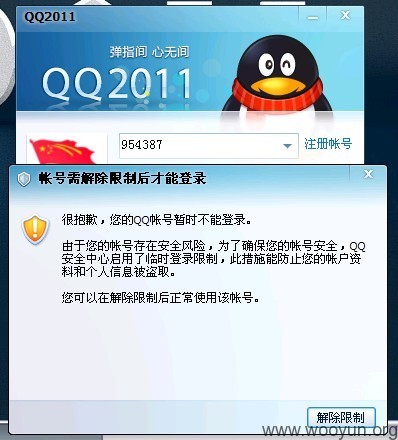 QQ2011
弹指间 心无间
QQ2011
954387
注册帐号
帐号需解除限制后才能登录
很抱歉，您的QQ帐号暂时不能登录。
由于您的帐号存在安全风险，为了确保您的帐号安全，QQ
安全中心启用了临时登录限制，此措施能防止您的帐户资
料和个人信息被盗取。
您可以在解除限制后正常使用该帐号。
解除限制
www.wooyun.org